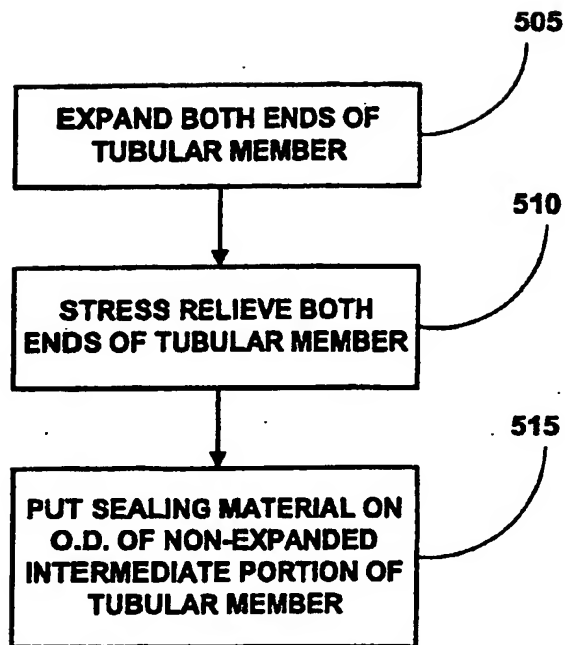 505
EXPAND BOTH ENDS OF
TUBULAR MEMBER
510
STRESS RELIEVE BOTH
ENDS OF TUBULAR MEMBER
515
PUT SEALING MATERIAL ON
O.D. OF NON-EXPANDED
INTERMEDIATE PORTION OF
TUBULAR MEMBER